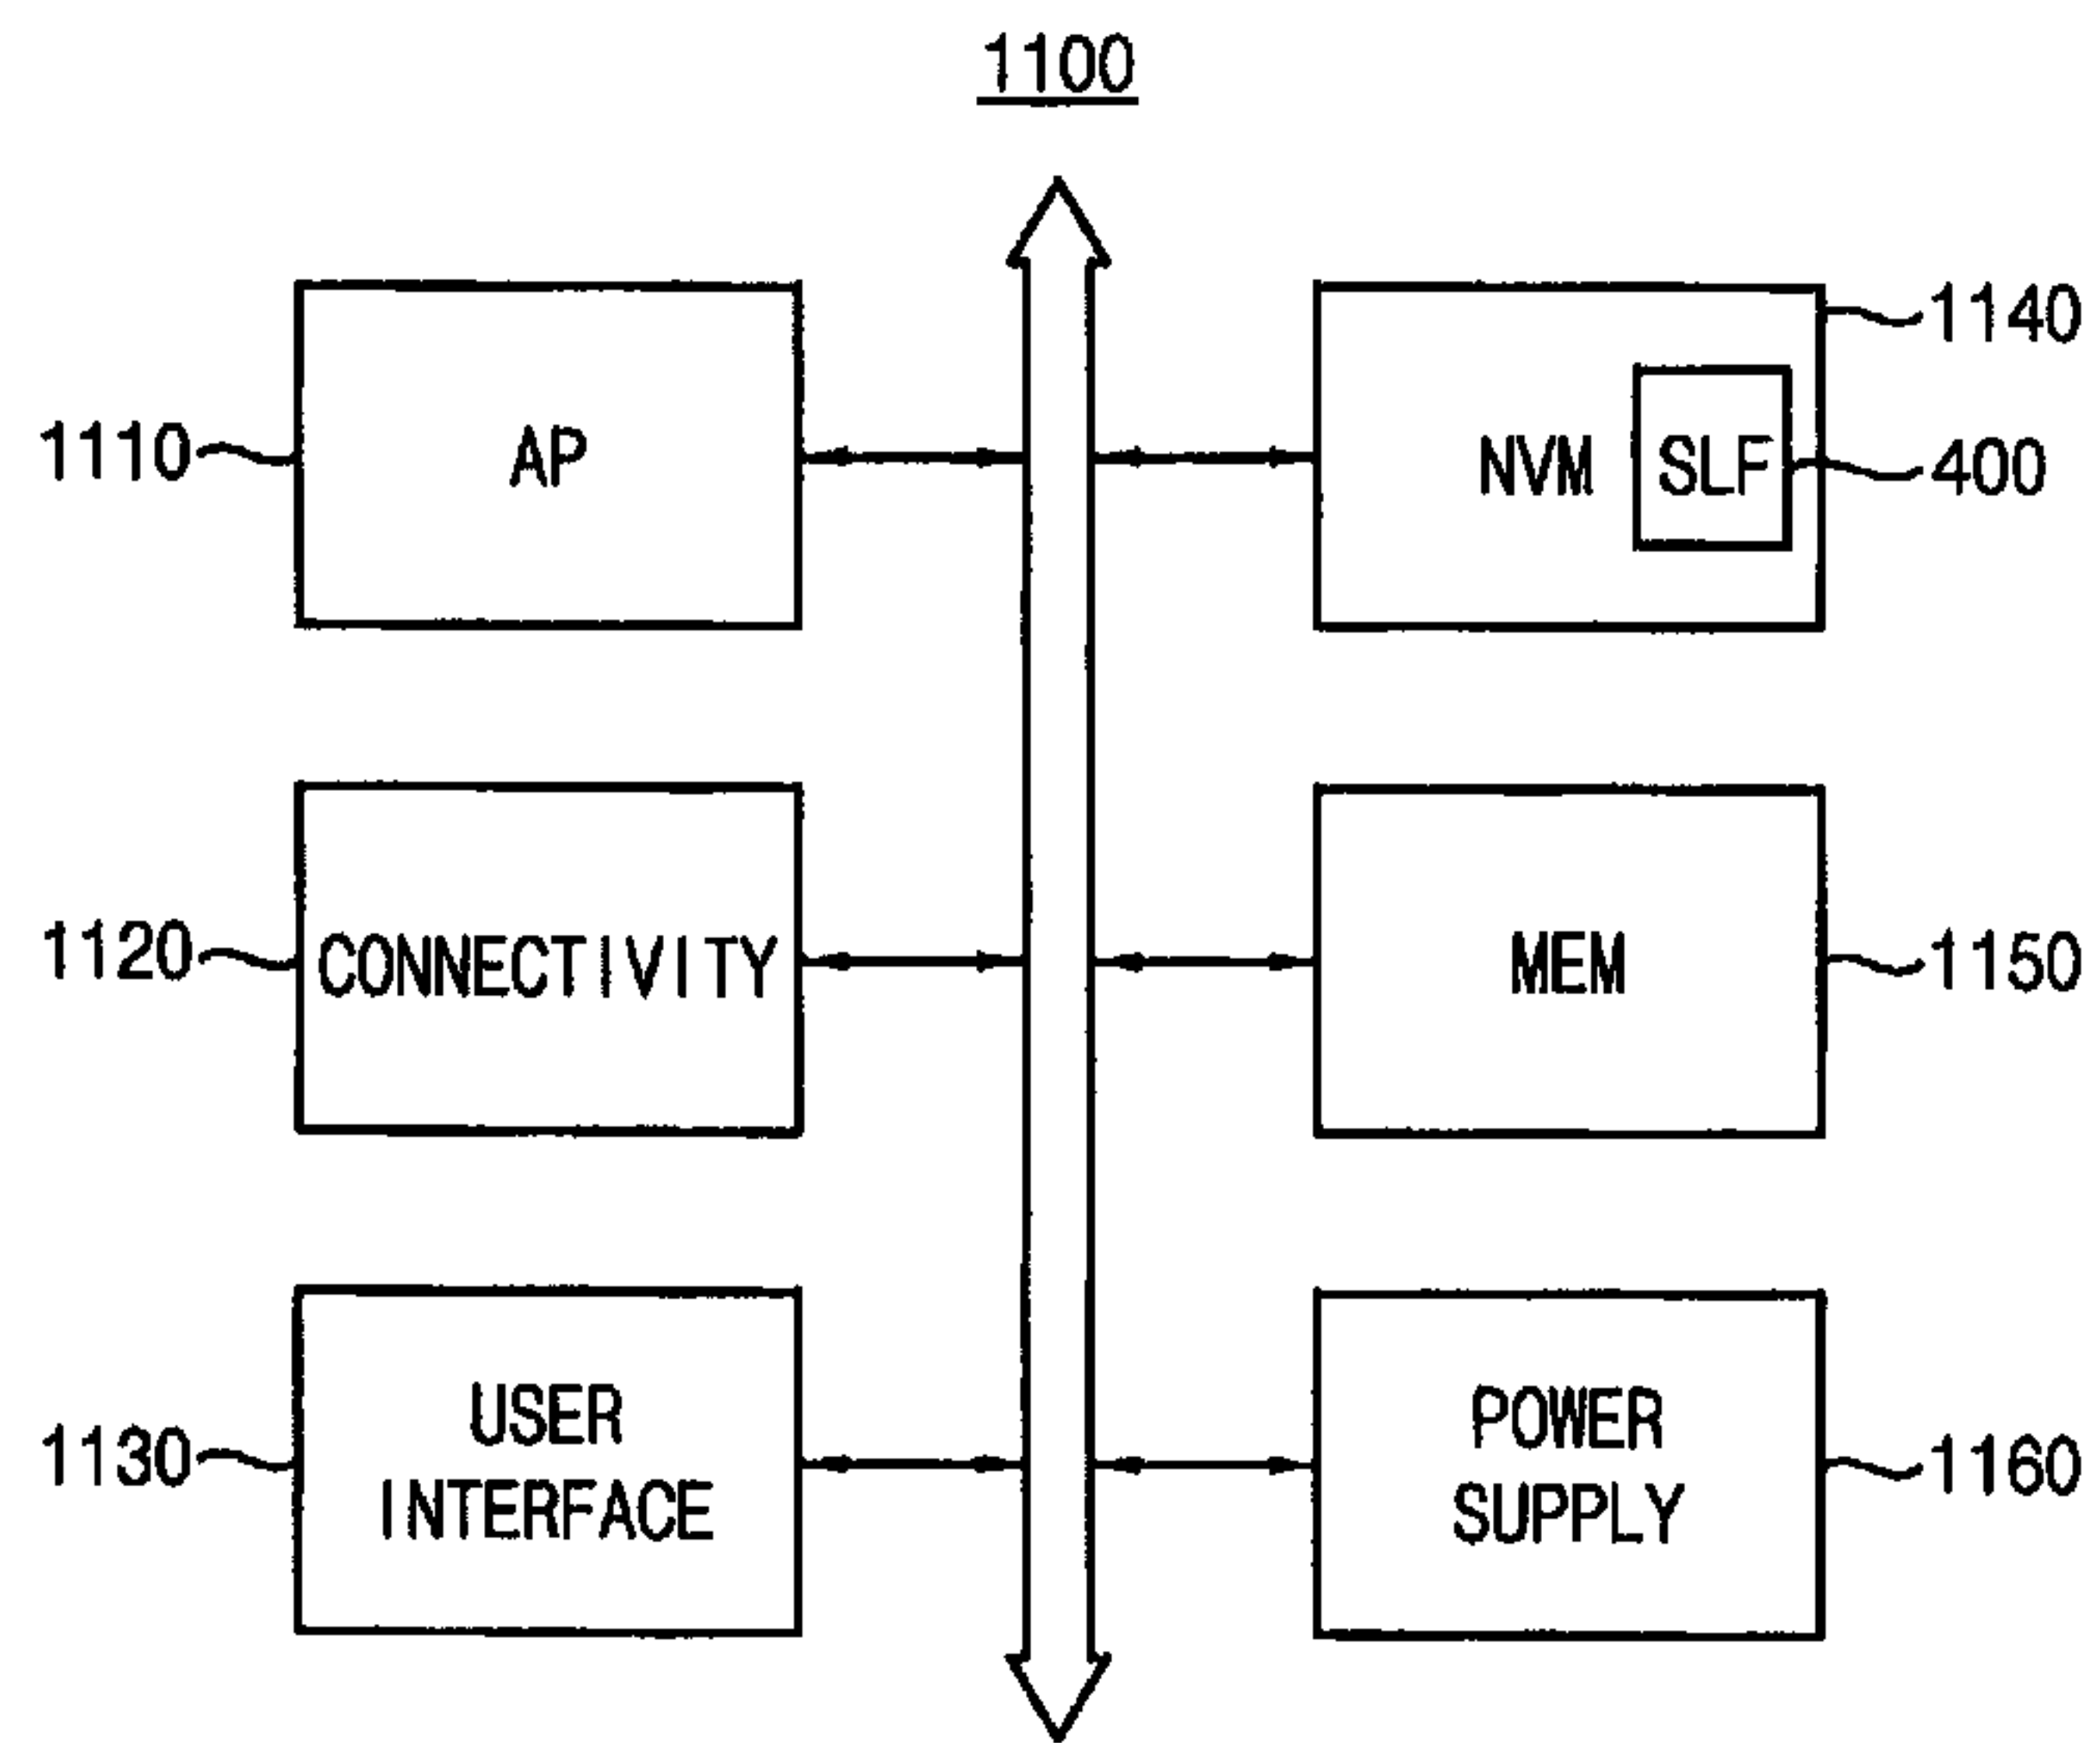 1100
1110
AP
NVM
SLF
1140
400
1120
CONNECTIVITY
MEM
1150
1130
USER
INTERFACE
POWER
SUPPLY
1160